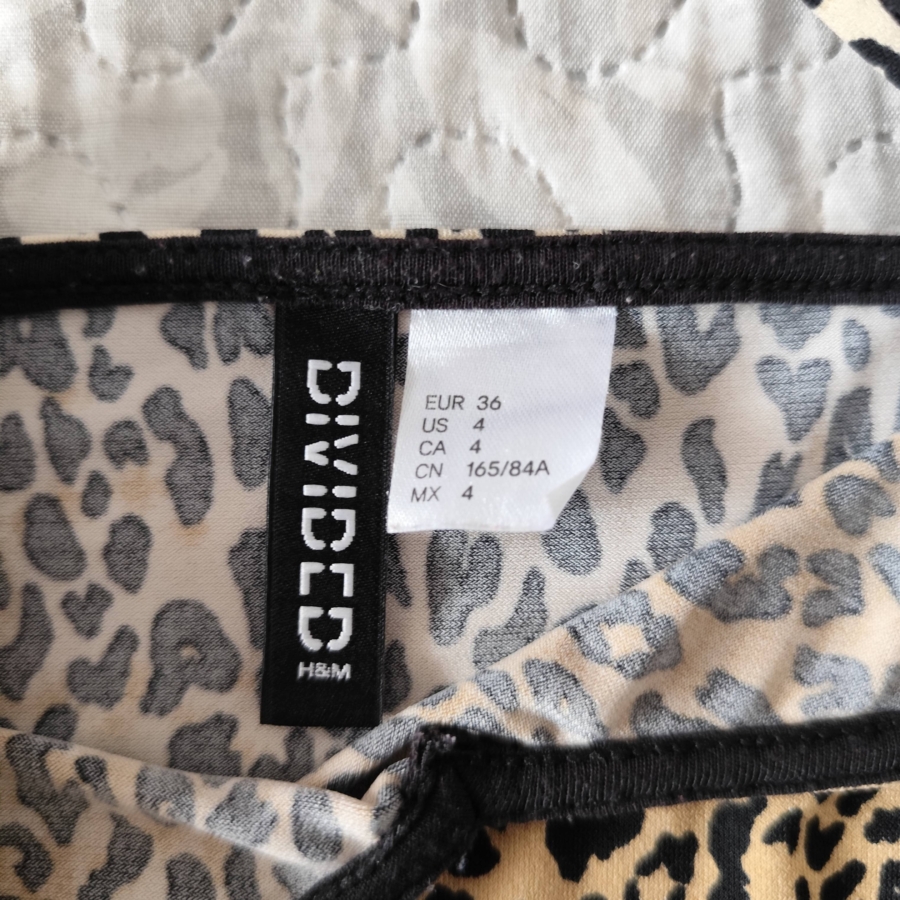 DIVIDED
H&M
EUR 36
US 4
CA 4
CN 165/84A
MX 4